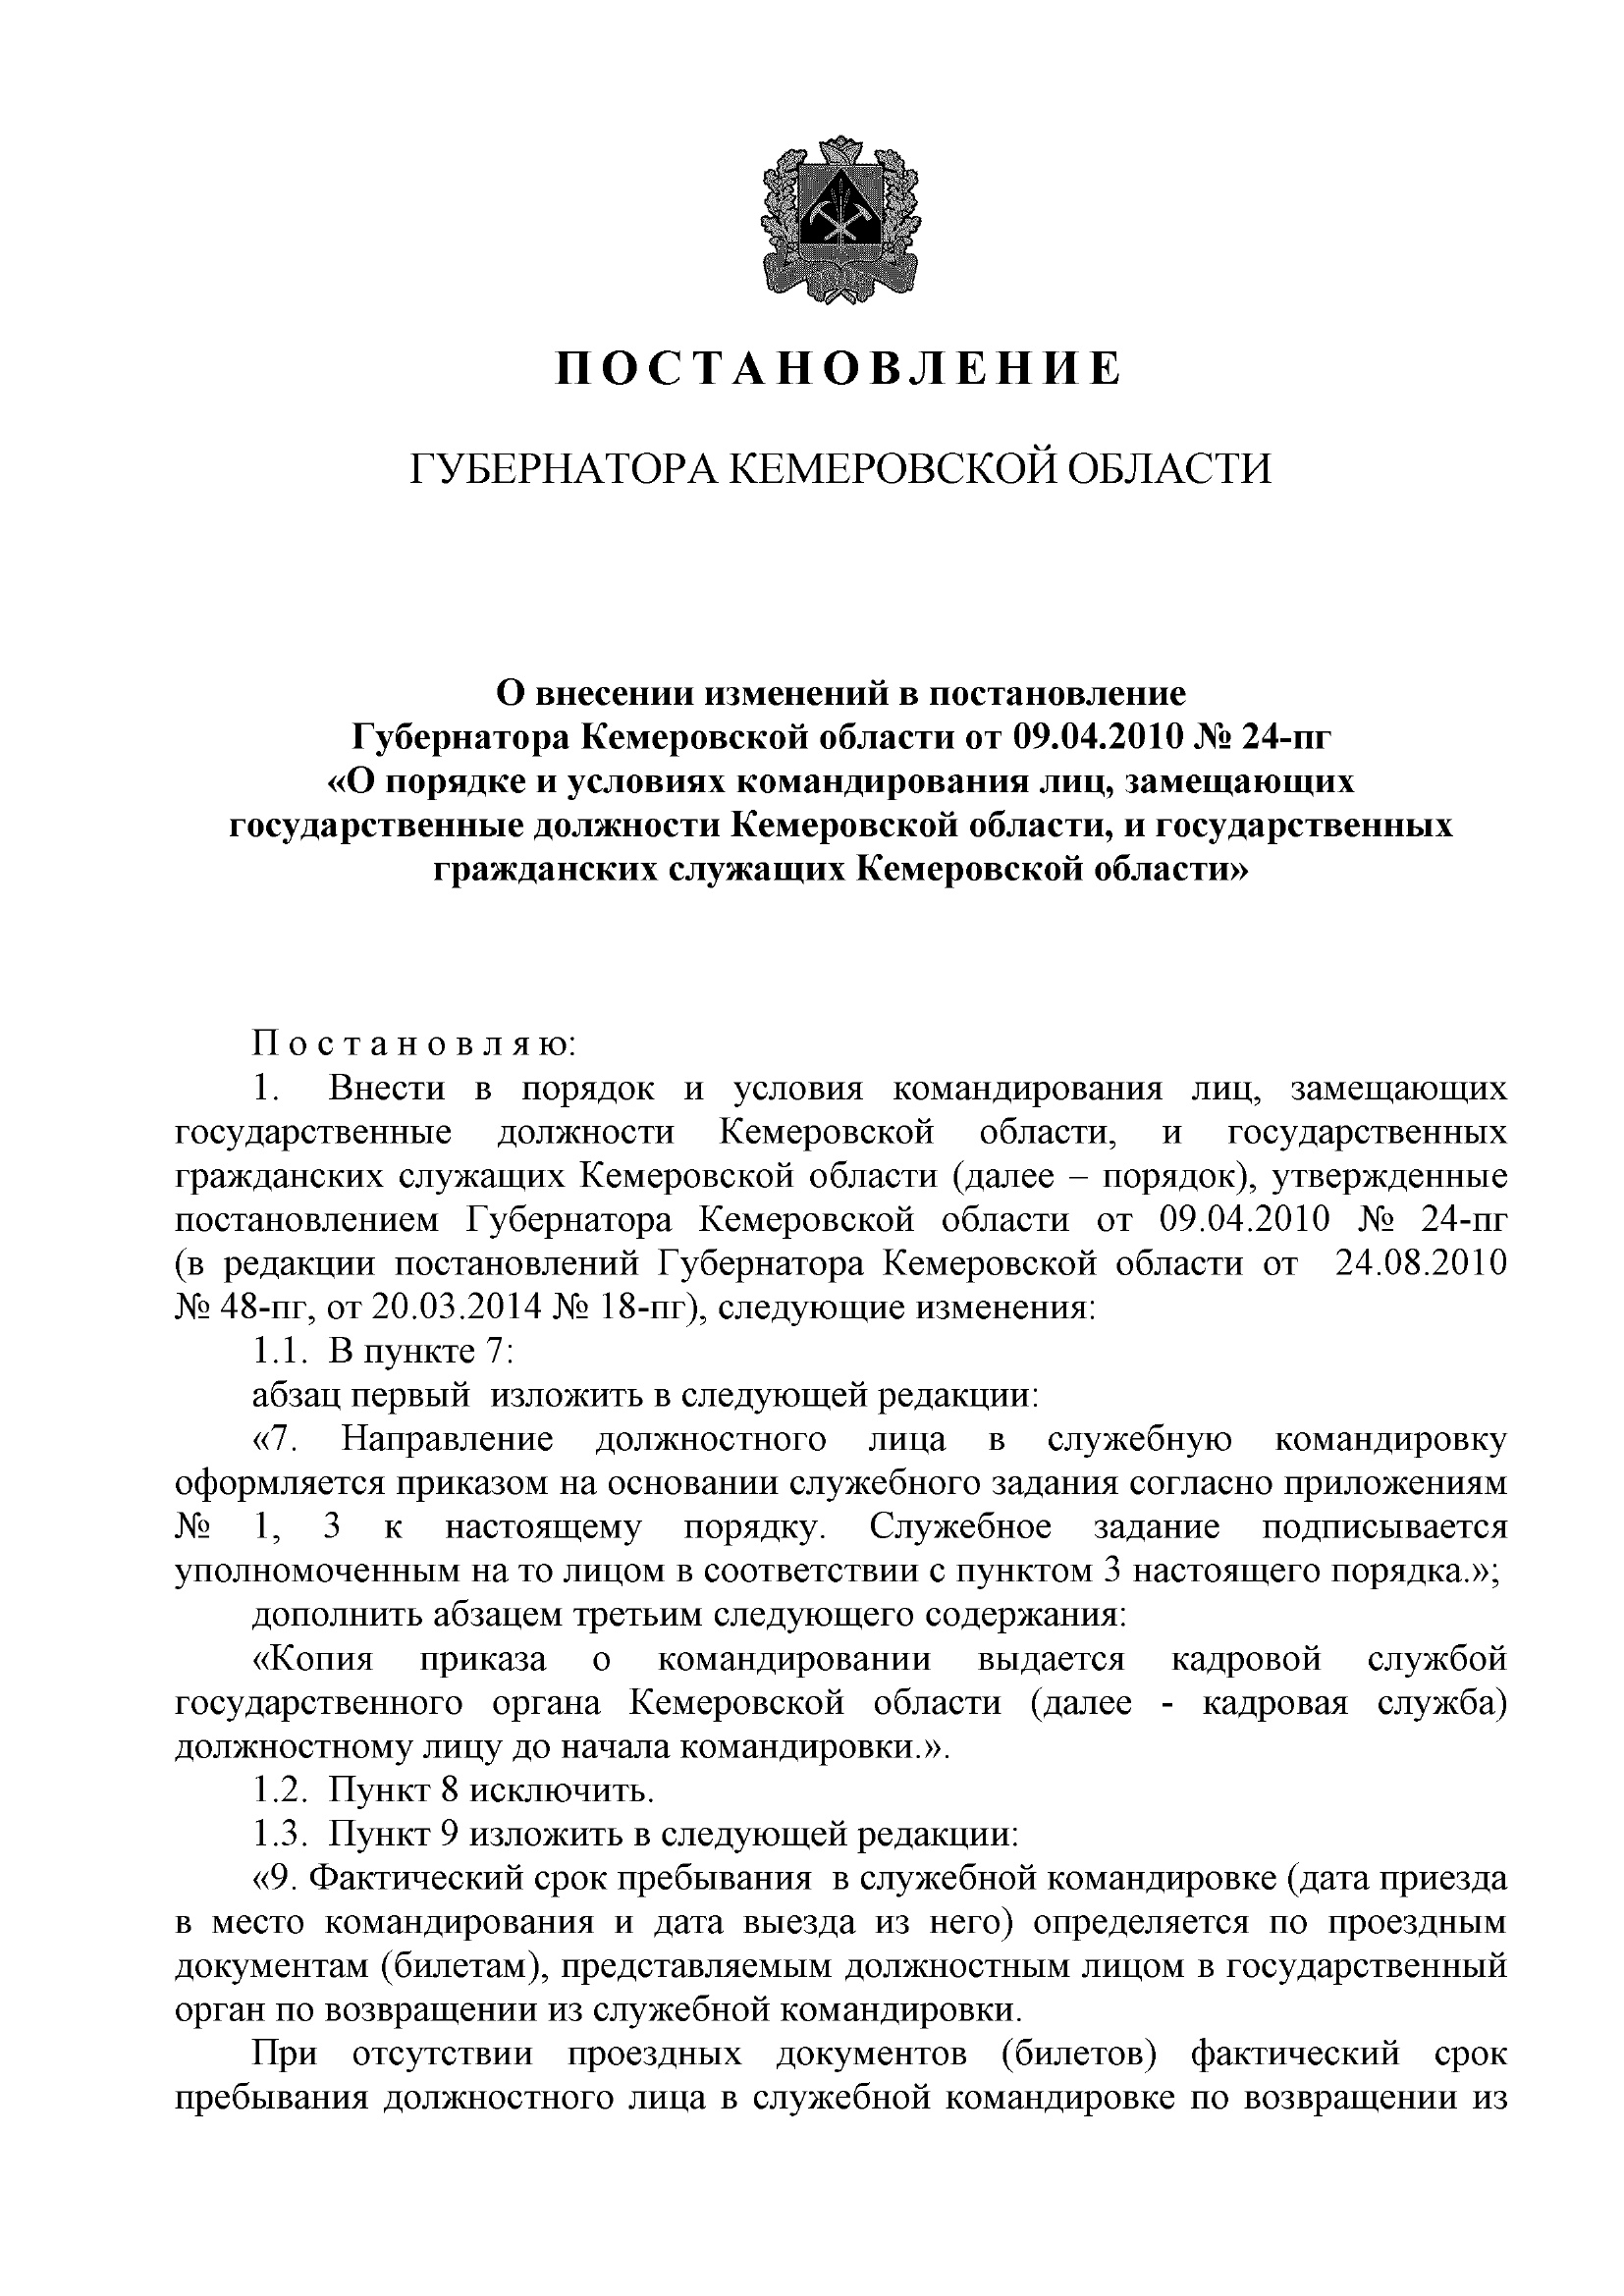 ПОСТАНОВЛЕНИЕ
ГУБЕРНАТОРА КЕМЕРОВСКОЙ ОБЛАСТИ
О внесении изменений в постановление
Губернатора Кемеровской области от 09.04.2010 № 24-пг
«О порядке и условиях командирования лиц, замещающих
государственные должности Кемеровской области, и государственных
гражданских служащих Кемеровской области»
П о с т а н о в л я ю:
1. Внести в порядок и условия командирования лиц, замещающих
государственные должности Кемеровской области, и государственных
гражданских служащих Кемеровской области (далее – порядок), утвержденные
постановлением Губернатора Кемеровской области от 09.04.2010 № 24-пг
(в редакции постановлений Губернатора Кемеровской области от 24.08.2010
№ 48-пг, от 20.03.2014 № 18-пг), следующие изменения:
1.1. В пункте 7:
абзац первый изложить в следующей редакции:
«7. Направление должностного лица в служебную командировку
оформляется приказом на основании служебного задания согласно приложениям
№ 1, 3 к настоящему порядку. Служебное задание подписывается
уполномоченным на то лицом в соответствии с пунктом 3 настоящего порядка.»;
дополнить абзацем третьим следующего содержания:
«Копия приказа о командировании выдается кадровой службой
государственного органа Кемеровской области (далее - кадровая служба)
должностному лицу до начала командировки.».
1.2. Пункт 8 исключить.
1.3. Пункт 9 изложить в следующей редакции:
«9. Фактический срок пребывания в служебной командировке (дата приезда
в место командирования и дата выезда из него) определяется по проездным
документам (билетам), представляемым должностным лицом в государственный
орган по возвращении из служебной командировки.
При отсутствии проездных документов (билетов) фактический срок
пребывания должностного лица в служебной командировке по возвращении из